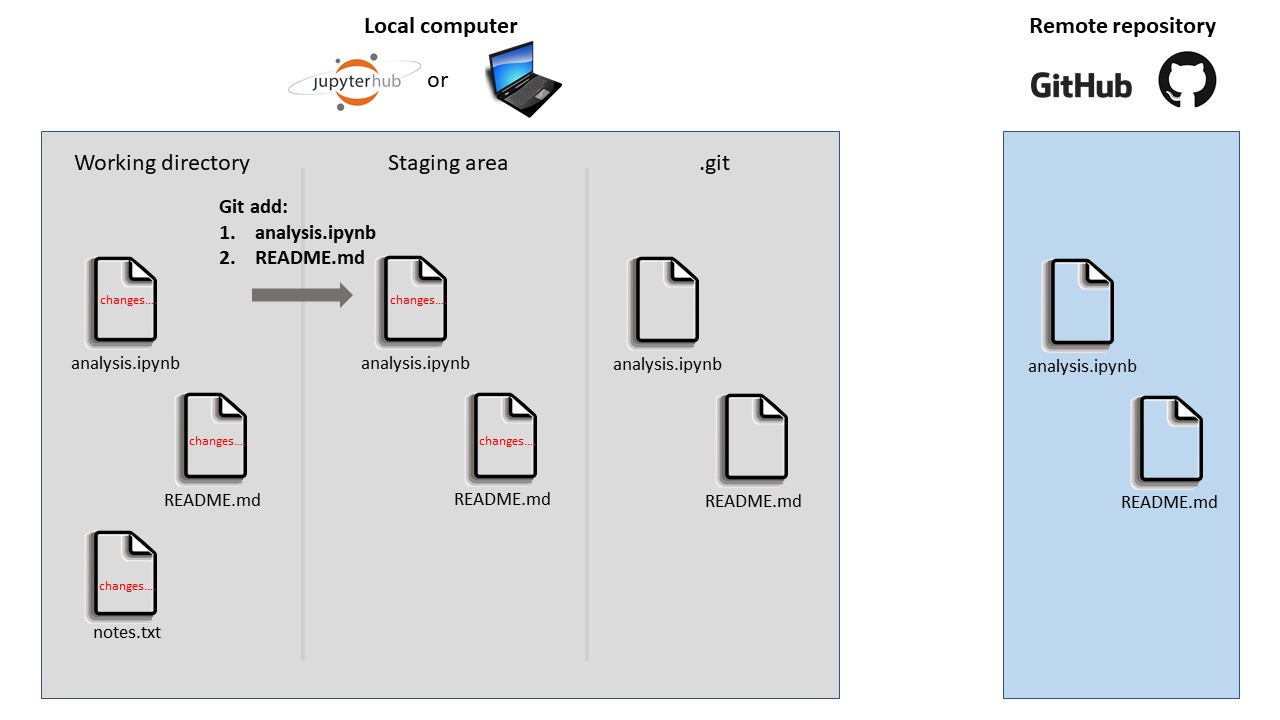 Local computer
jupyterhub or
Remote repository
GitHub
Working directory
Staging area
.git
Git add:
1. analysis.ipynb
2. README.md
changes...
analysis.ipynb
changes...
README.md
changes...
notes.txt
changes...
analysis.ipynb
changes...
README.md
analysis.ipynb
README.md
analysis.ipynb
README.md